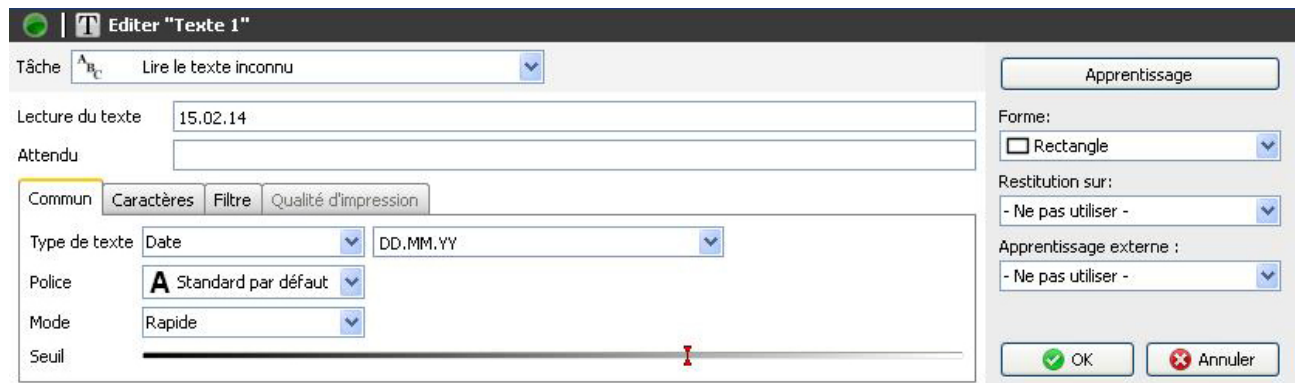 T Editer "Texte 1"
Tâche ABC Lire le texte inconnu
Lecture du texte 15.02.14
Attendu
Commun Caractères Filtre Qualité d'impression
Type de texte Date DD.MM.YY
Police A Standard par défaut
Mode Rapide
Seuil
Apprentissage
Forme:
Rectangle
Restitution sur:
- Ne pas utiliser -
Apprentissage externe :
- Ne pas utiliser -
OK Annuler